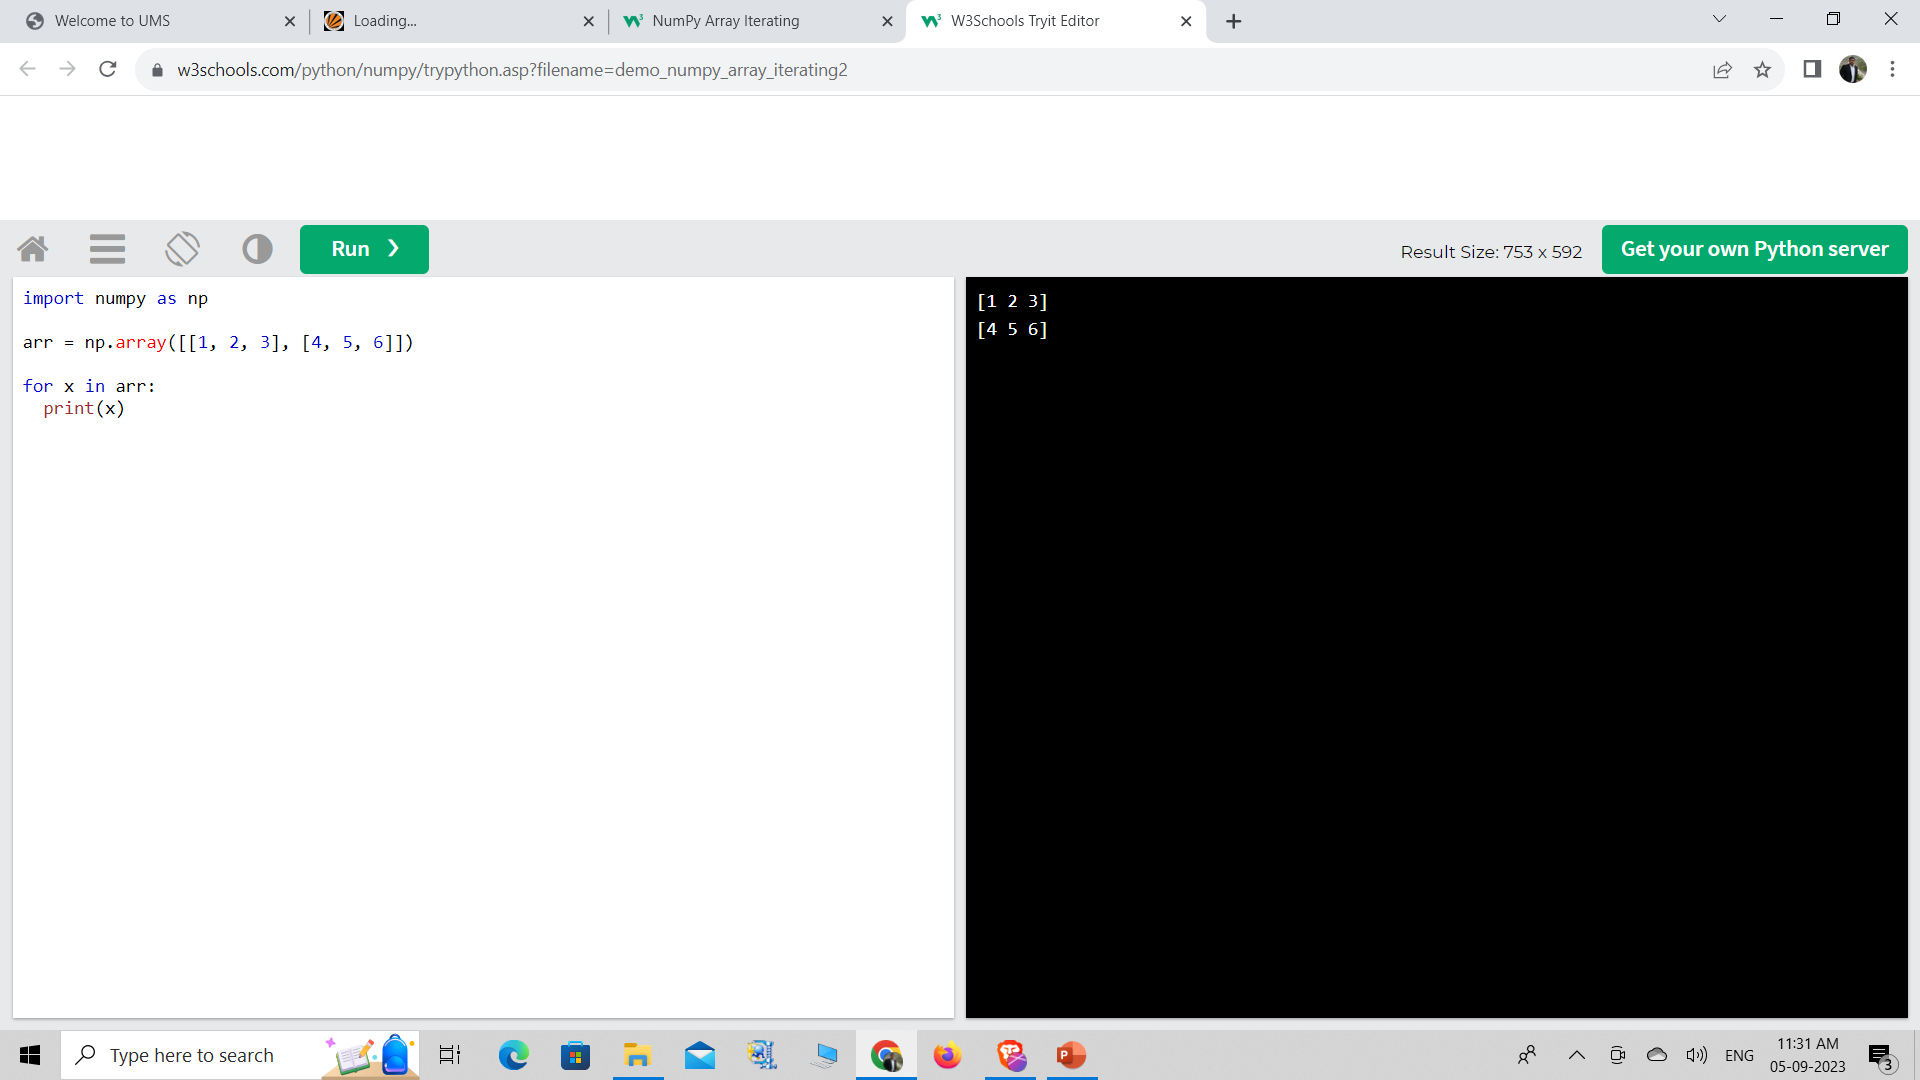 Welcome to UMS
Loading...
NumPy Array Iterating
W3Schools Tryit Editor
w3schools.com/python/numpy/trypython.asp?filename=demo_numpy_array_iterating2
Run ❯
Result Size: 753 x 592
Get your own Python server
import numpy as np
arr = np.array([[1, 2, 3], [4, 5, 6]])
for x in arr:
  print(x)
[1 2 3]
[4 5 6]
Type here to search
ENG
11:31 AM
05-09-2023
3